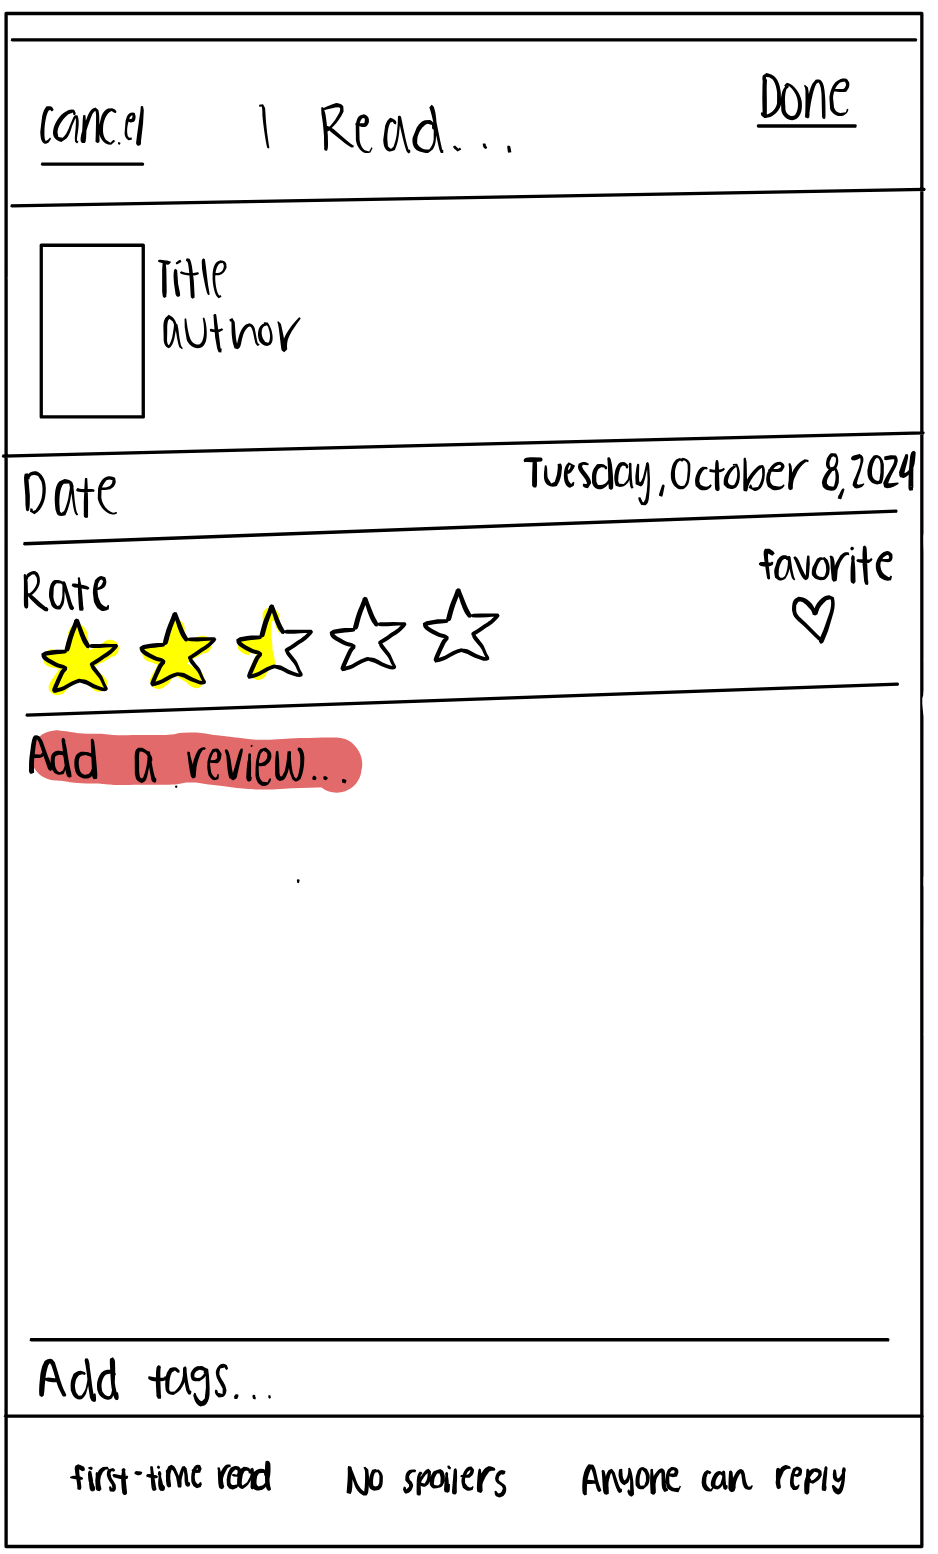 cancel I Read... Done
Title
author
Date Tuesday, October 8, 2024
Rate favorite
Add a review...
Add tags...
first-time read No spoilers Anyone can reply